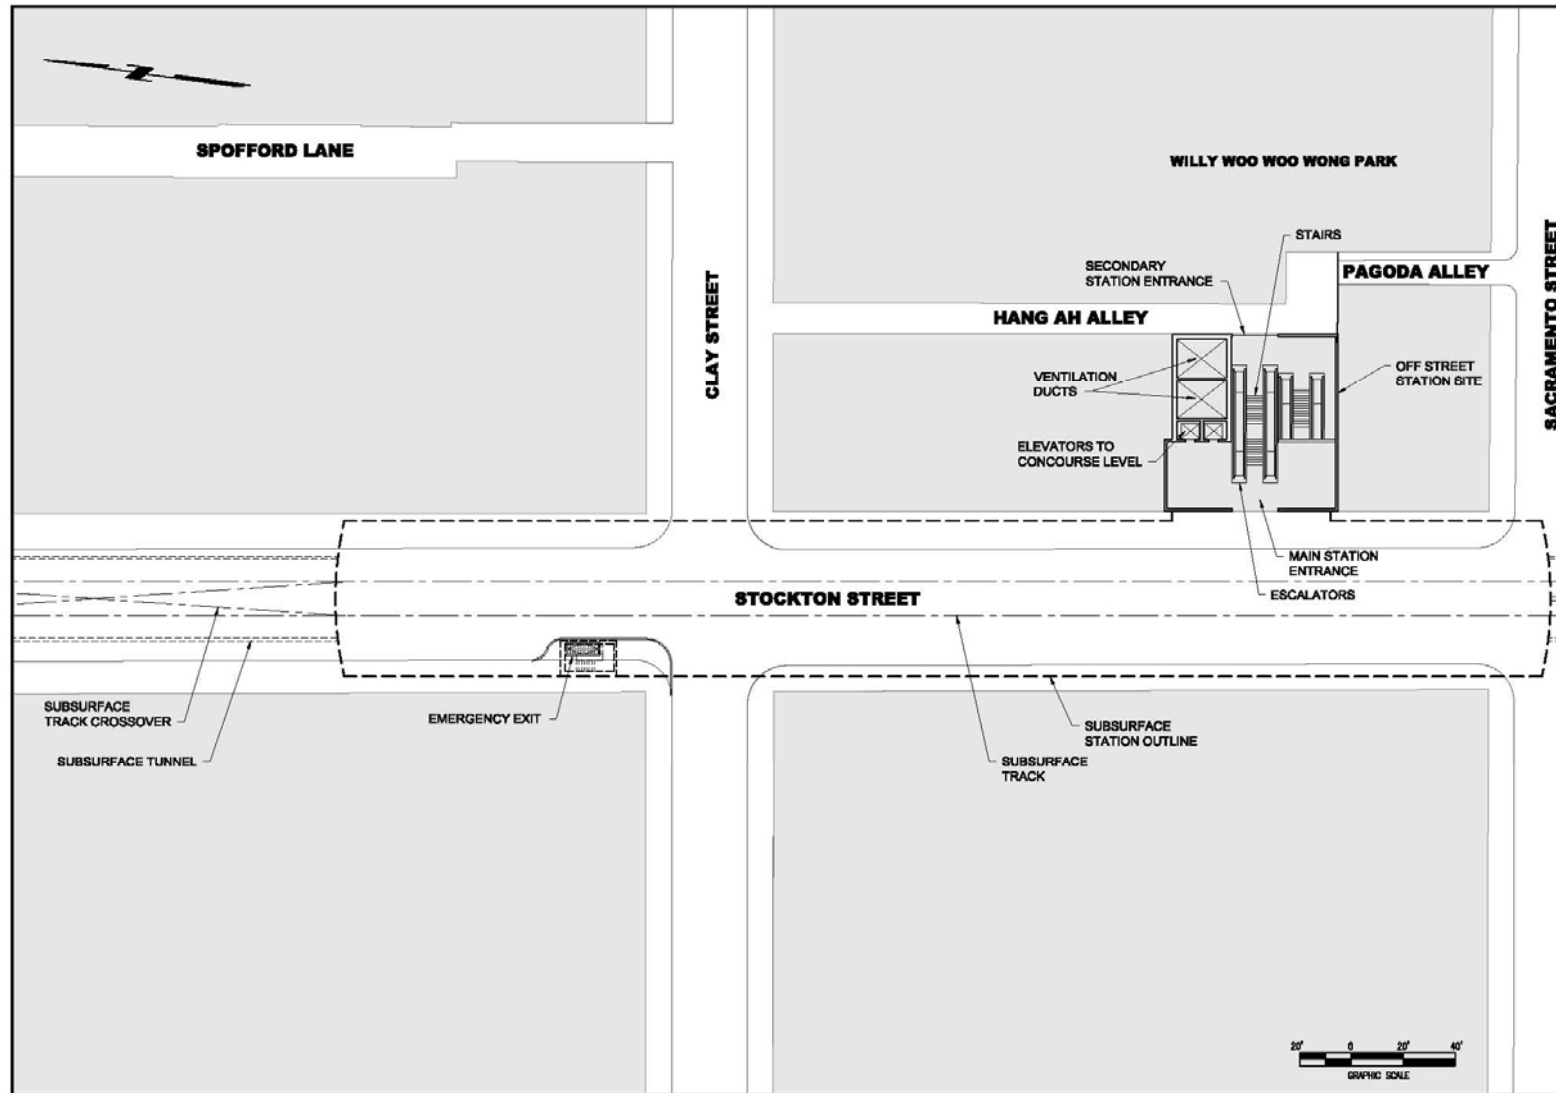 SPOFFORD LANE
WILLY WOO WOO WONG PARK
STAIRS
SECONDARY
STATION ENTRANCE
PAGODA ALLEY
SACRAMENTO STREET
CLAY STREET
HANG AH ALLEY
VENTILATION
DUCTS
OFF STREET
STATION SITE
ELEVATORS TO
CONCOURSE LEVEL
MAIN STATION
ENTRANCE
ESCALATORS
STOCKTON STREET
SUBSURFACE
TRACK CROSSOVER
EMERGENCY EXIT
SUBSURFACE
STATION OUTLINE
SUBSURFACE TUNNEL
SUBSURFACE
TRACK
20' 0 20' 40'
GRAPHIC SCALE